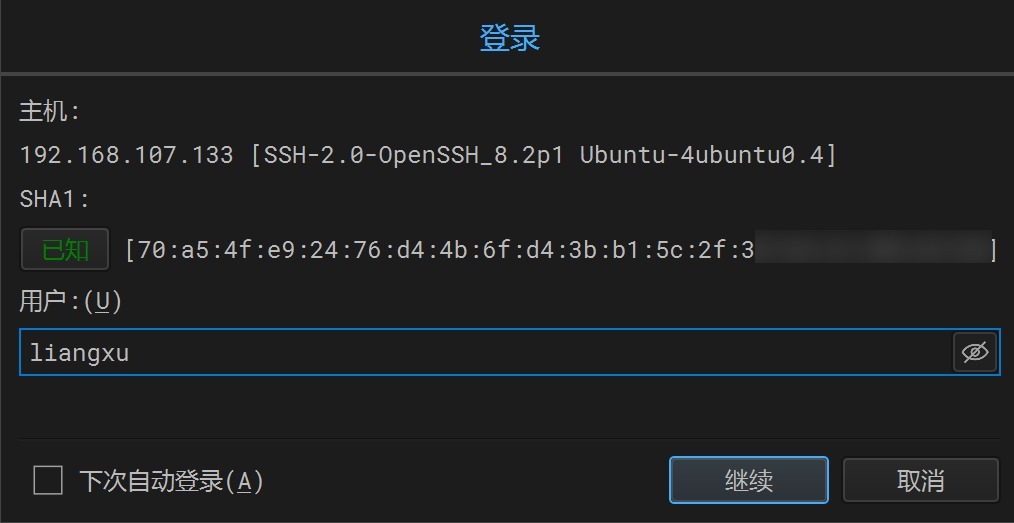 登录
主机:
192.168.107.133 [SSH-2.0-OpenSSH_8.2p1 Ubuntu-4ubuntu0.4]
SHA1:
已知 [70:a5:4f:e9:24:76:d4:4b:6f:d4:3b:b1:5c:2f:3 ]
用户:(U)
liangxu
下次自动登录(A) 继续 取消